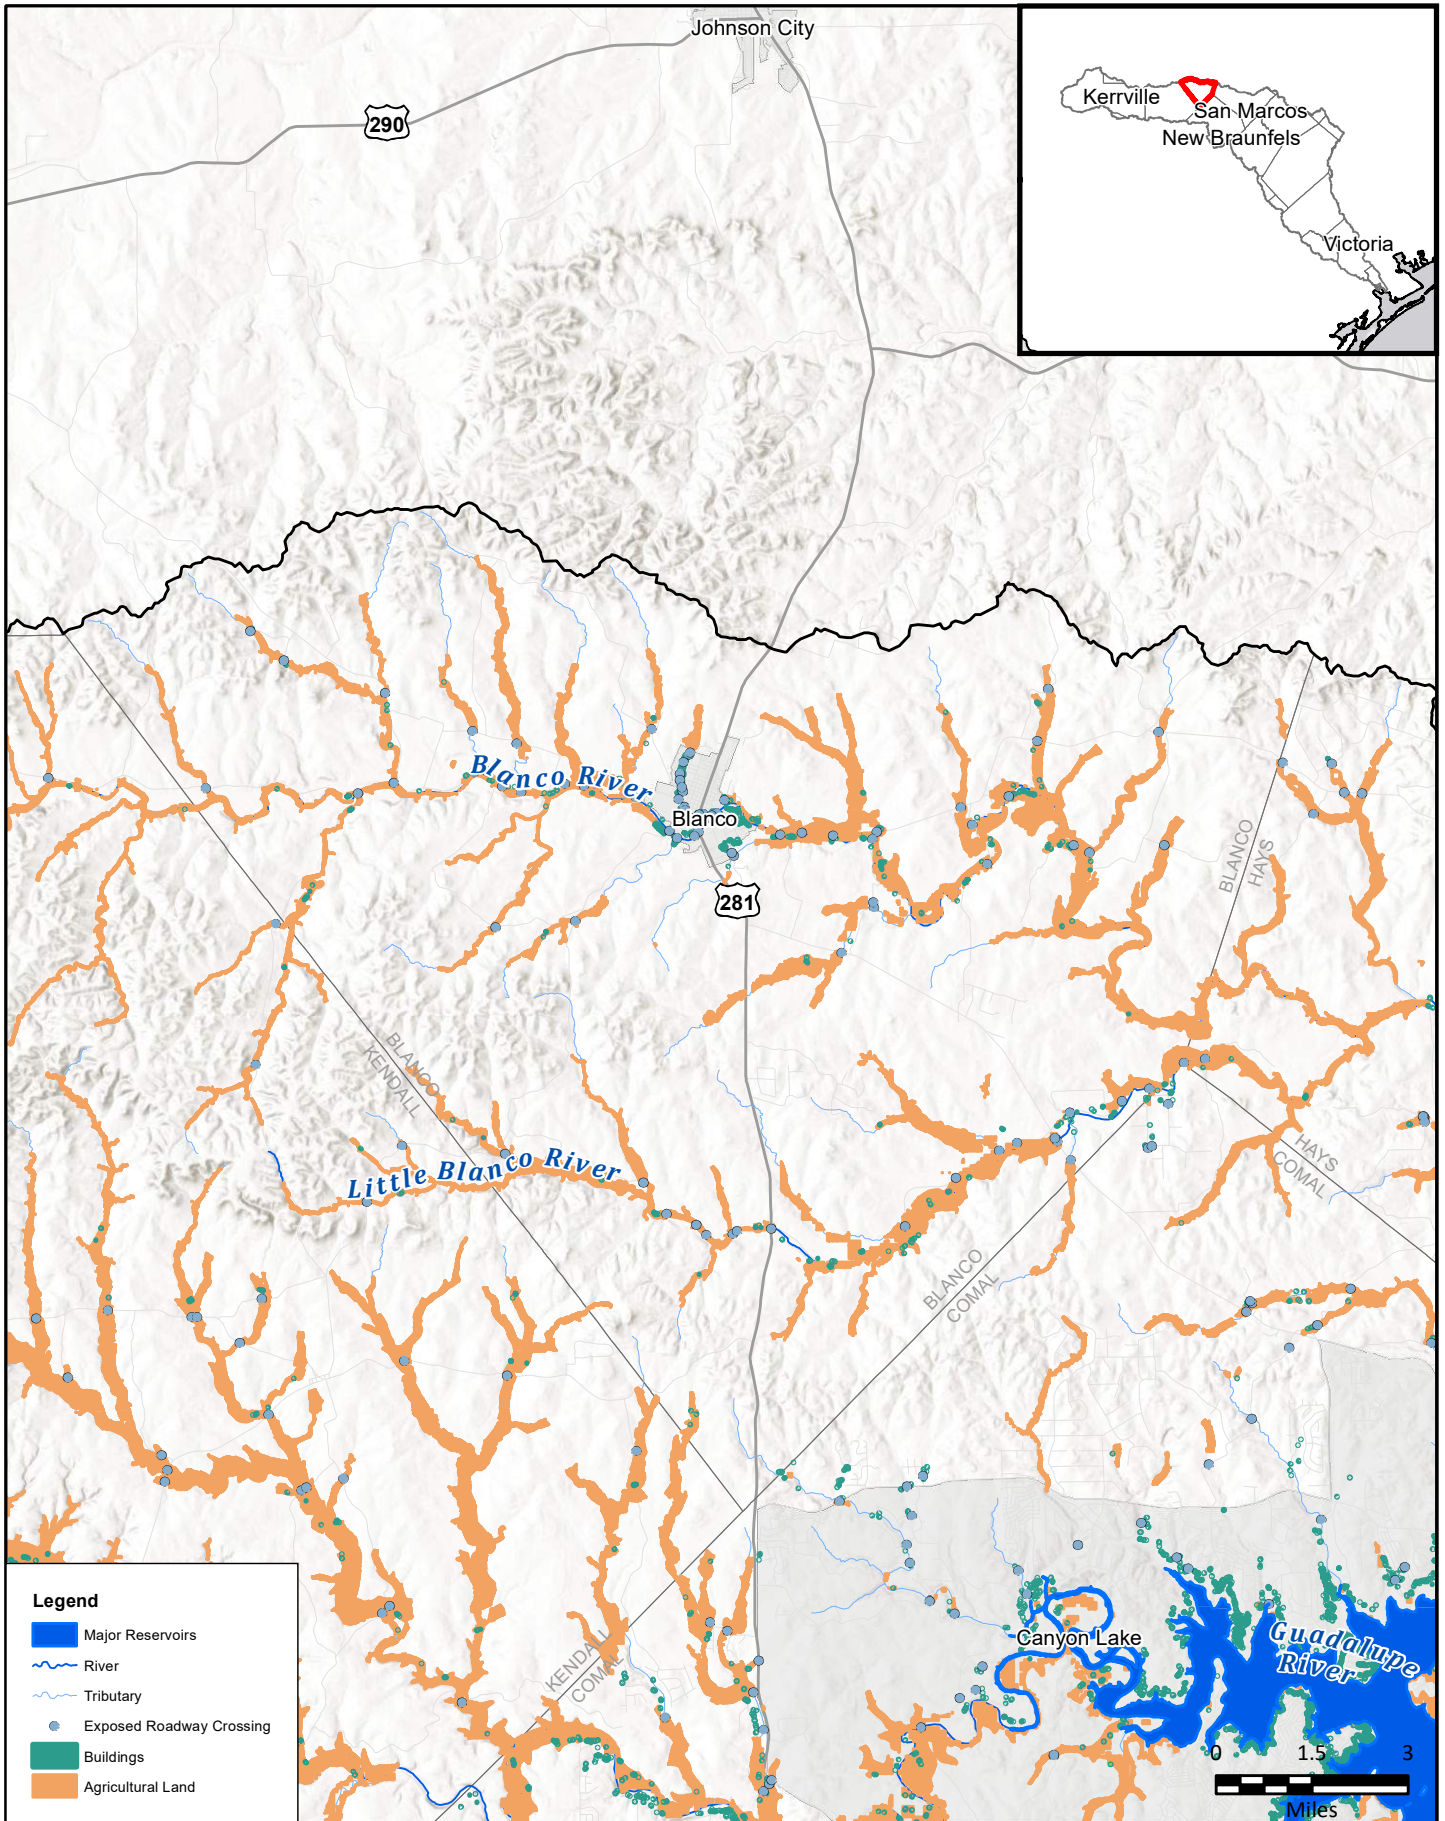 Johnson City
290
Kerrville
San Marcos
New Braunfels
Victoria
Blanco River
Blanco
281
BLANCO
HAYS
BLANCO
KENDALL
Little Blanco River
HAYS
COMAL
BLANCO
COMAL
KENDALL
COMAL
Canyon Lake
Guadalupe
River
Legend
Major Reservoirs
River
Tributary
Exposed Roadway Crossing
Buildings
Agricultural Land
0 1.5 3
Miles